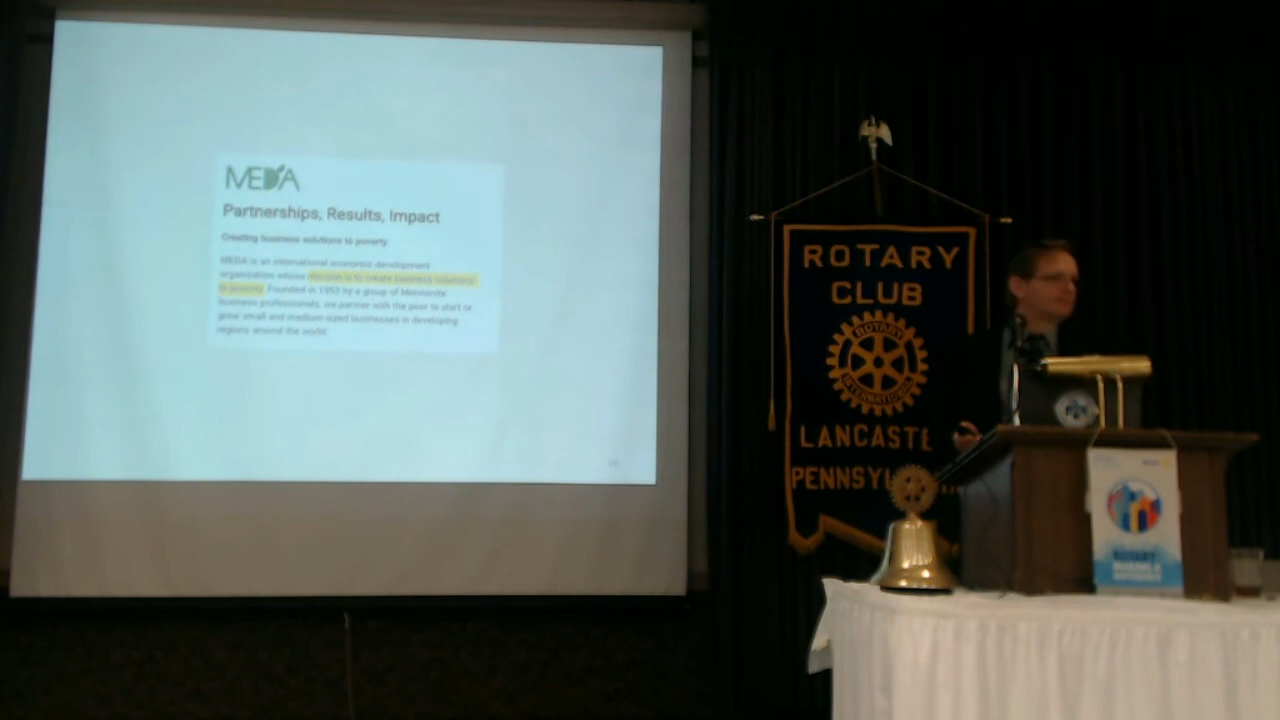 MEDA
Partnerships, Results, Impact
Creating business solutions to poverty
MEDA is an international economic development
organization whose mission is to create business solutions
to poverty. Founded in 1953 by a group of Mennonite
business professionals, we partner with the poor to start or
grow small and medium-sized businesses in developing
regions around the world.
ROTARY
CLUB
ROTARY
INTERNATIONAL
LANCASTE
PENNSYL
ROTARY
MAKING A
DIFFERENCE